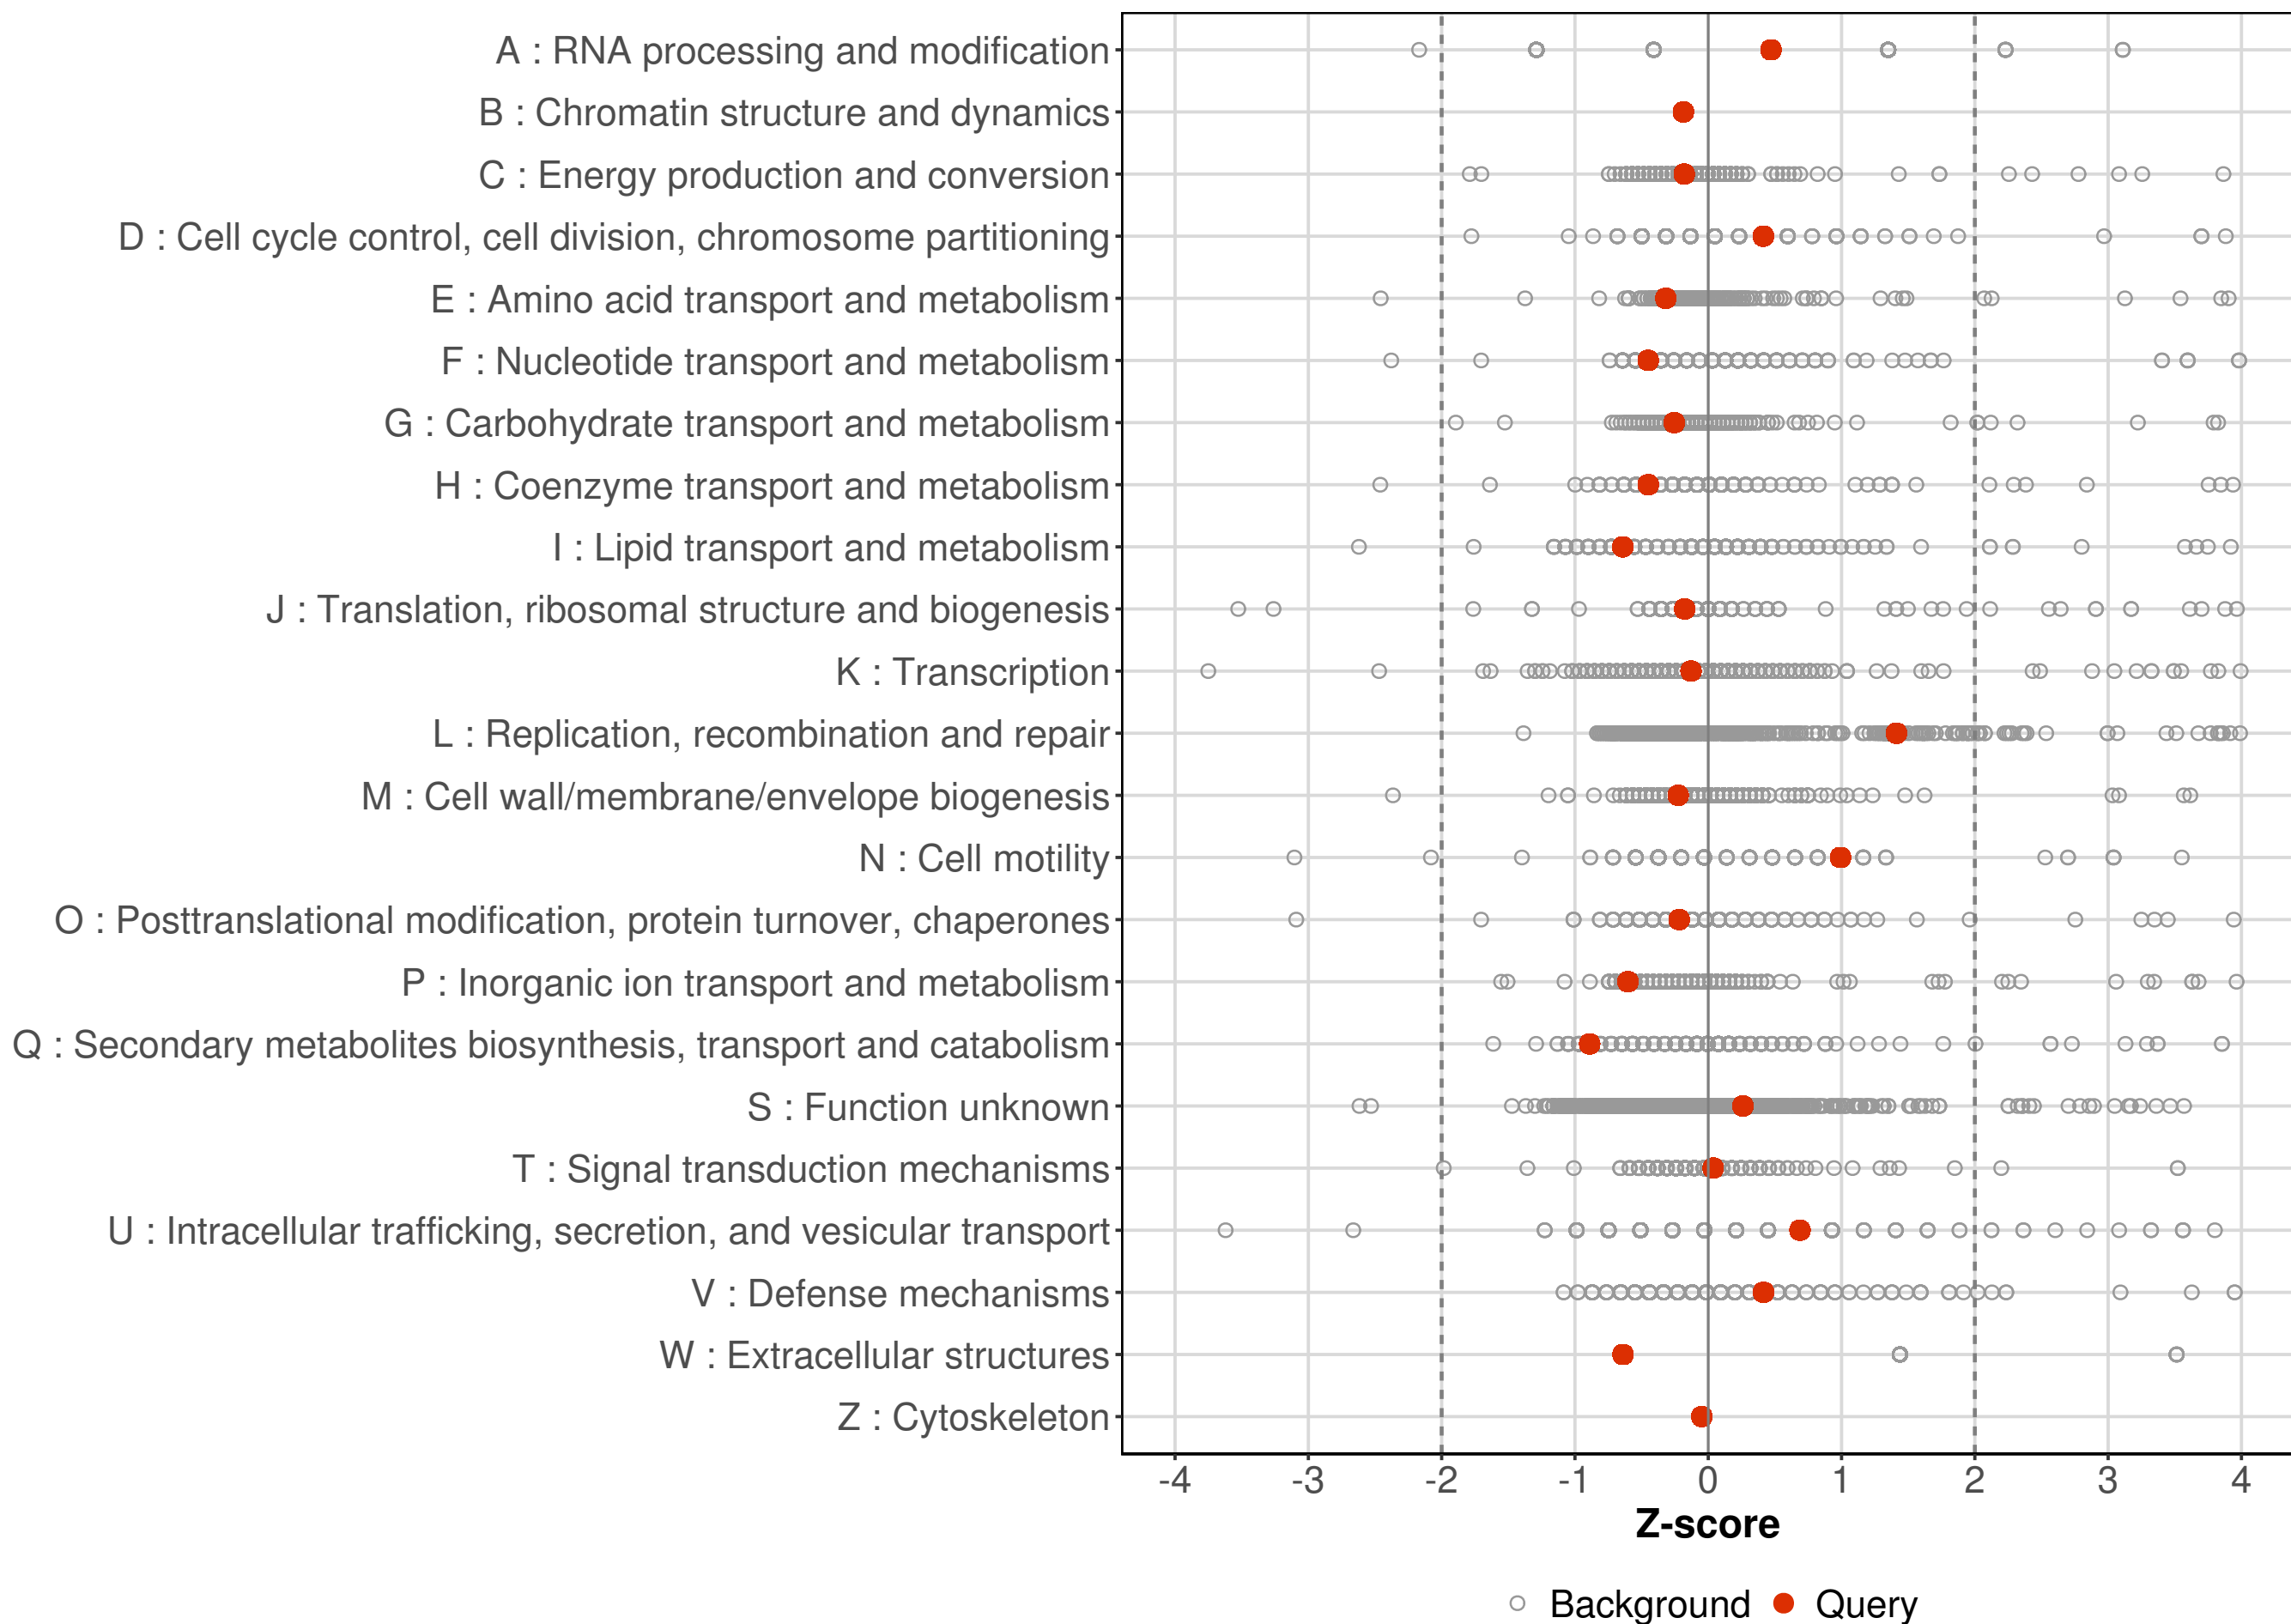 A : RNA processing and modification
B : Chromatin structure and dynamics
C : Energy production and conversion
D : Cell cycle control, cell division, chromosome partitioning
E : Amino acid transport and metabolism
F : Nucleotide transport and metabolism
G : Carbohydrate transport and metabolism
H : Coenzyme transport and metabolism
I : Lipid transport and metabolism
J : Translation, ribosomal structure and biogenesis
K : Transcription
L : Replication, recombination and repair
M : Cell wall/membrane/envelope biogenesis
N : Cell motility
O : Posttranslational modification, protein turnover, chaperones
P : Inorganic ion transport and metabolism
Q : Secondary metabolites biosynthesis, transport and catabolism
S : Function unknown
T : Signal transduction mechanisms
U : Intracellular trafficking, secretion, and vesicular transport
V : Defense mechanisms
W : Extracellular structures
Z : Cytoskeleton
-4 -3 -2 -1 0 1 2 3 4
Z-score
Background Query